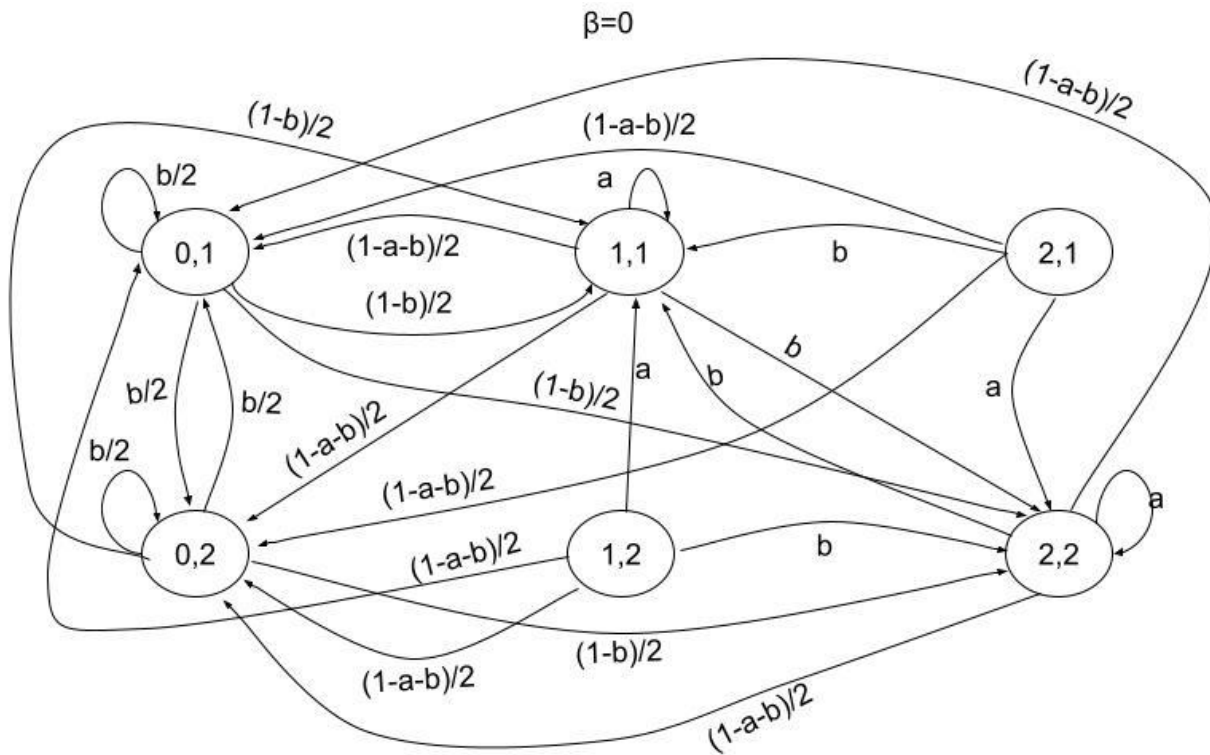 β=0
(1-a-b)/2
(1-b)/2
(1-a-b)/2
b/2
a
0,1
(1-a-b)/2
1,1
b
2,1
(1-b)/2
b/2
b/2
(1-b)/2
a
b
b
a
b/2
(1-a-b)/2
(1-a-b)/2
a
0,2
(1-a-b)/2
1,2
b
2,2
(1-a-b)/2
(1-b)/2
(1-a-b)/2